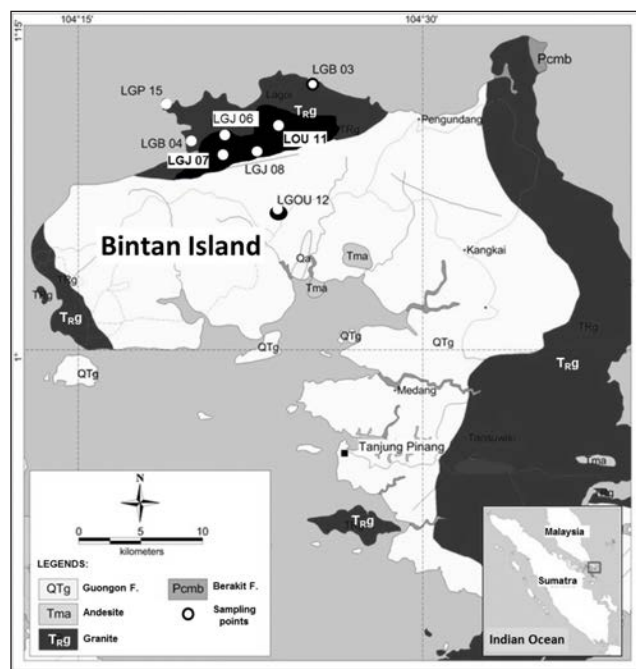 104°15' 104°30'
1°15'
Pcmb
LGB 03
LGP 15
Lagoi
LGJ 06
TRg
TRg
Pengundang
LGB 04
LOU 11
LGJ 07
LGJ 08
LGOU 12
Bintan Island
Kangkai
Qa
Tma
Tma
TRg
TRg
TRg
TRg
QTg
QTg
QTg
TRg
1°
QTg
Medang
Tanjung Pinang
Tma
TRg
TRg
N
0 5 10
kilometers
LEGENDS:
QTg Guongon F.
Pcmb Berakit F.
Tma Andesite
Sampling points
TRg Granite
Malaysia
Sumatra
Indian Ocean